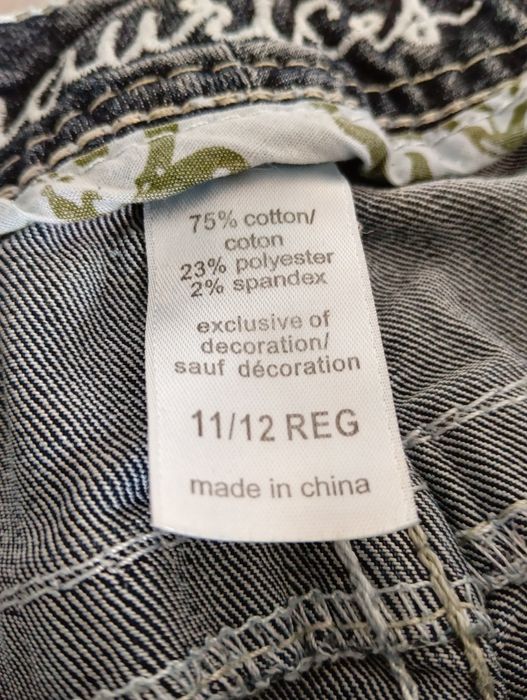 75% cotton/
coton
23% polyester
2% spandex
exclusive of
decoration/
sauf décoration
11/12 REG
made in china